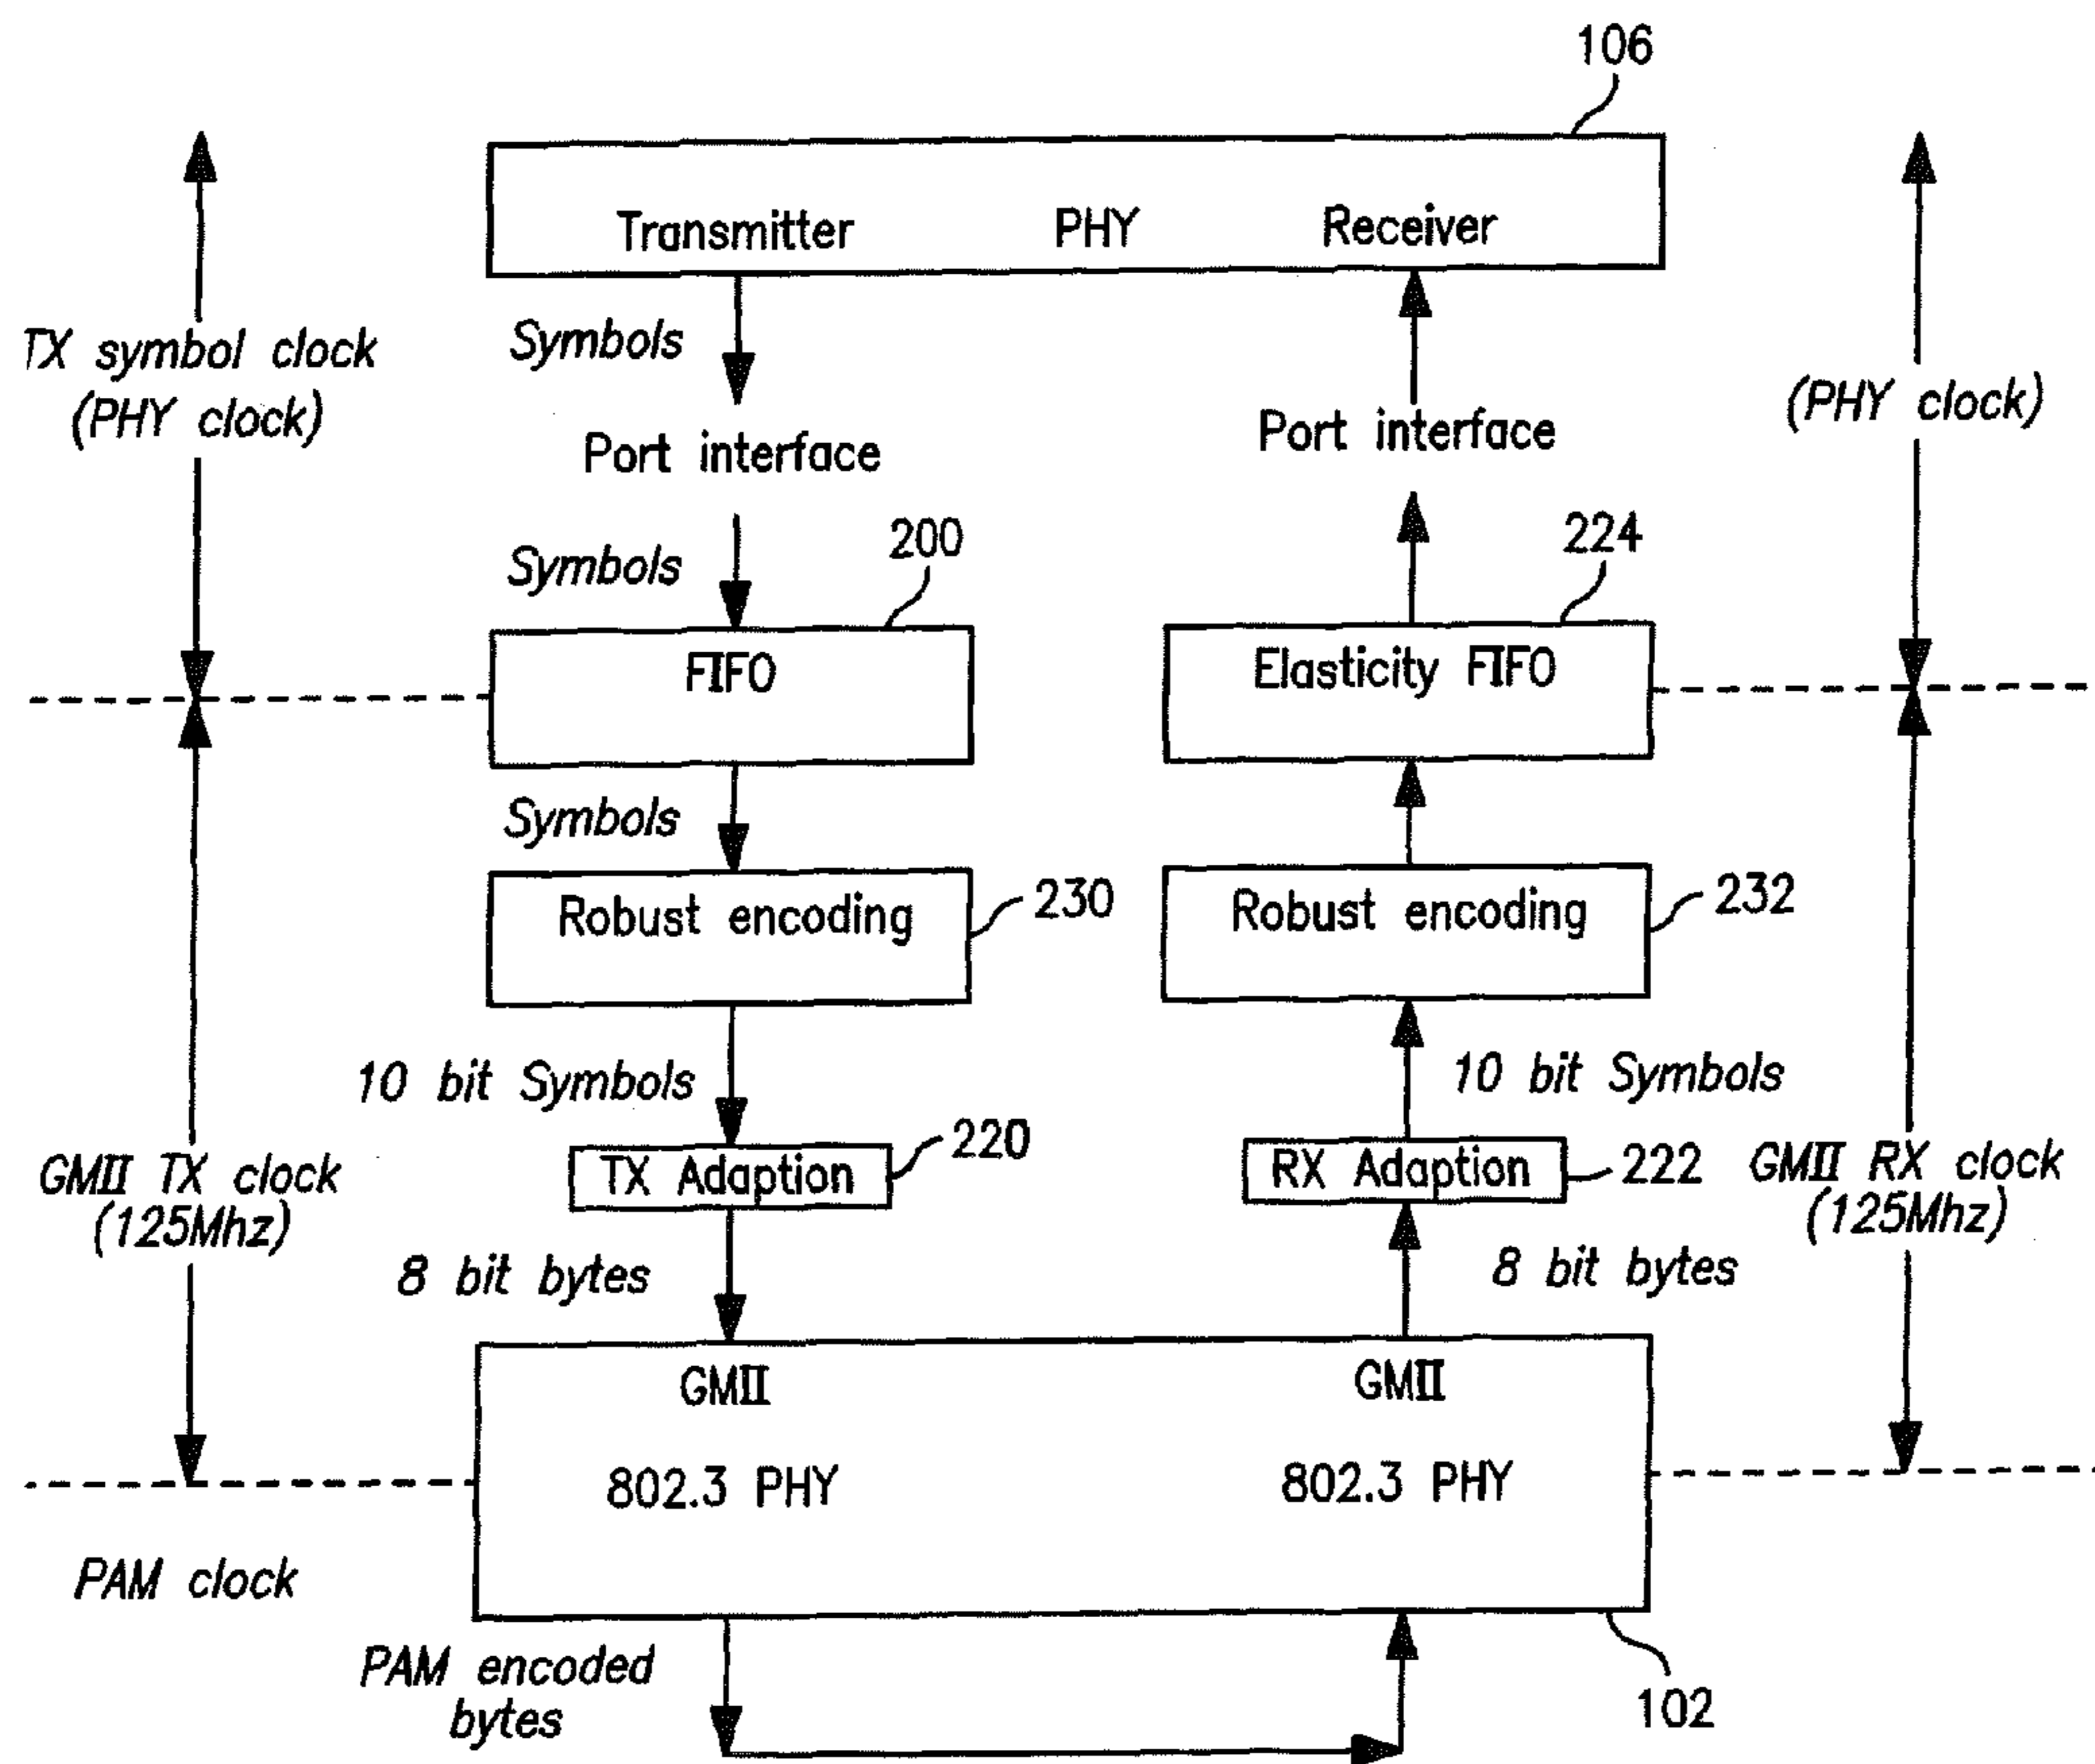 106
Transmitter PHY Receiver
Symbols
TX symbol clock
(PHY clock)
(PHY clock)
Port interface
Port interface
Symbols
200
224
FIFO
Elasticity FIFO
Symbols
Robust encoding
230
Robust encoding
232
10 bit Symbols
10 bit Symbols
TX Adaption
220
RX Adaption
222
GMII TX clock
(125Mhz)
GMII RX clock
(125Mhz)
8 bit bytes
8 bit bytes
GMII
GMII
802.3 PHY
802.3 PHY
PAM clock
PAM encoded
bytes
102